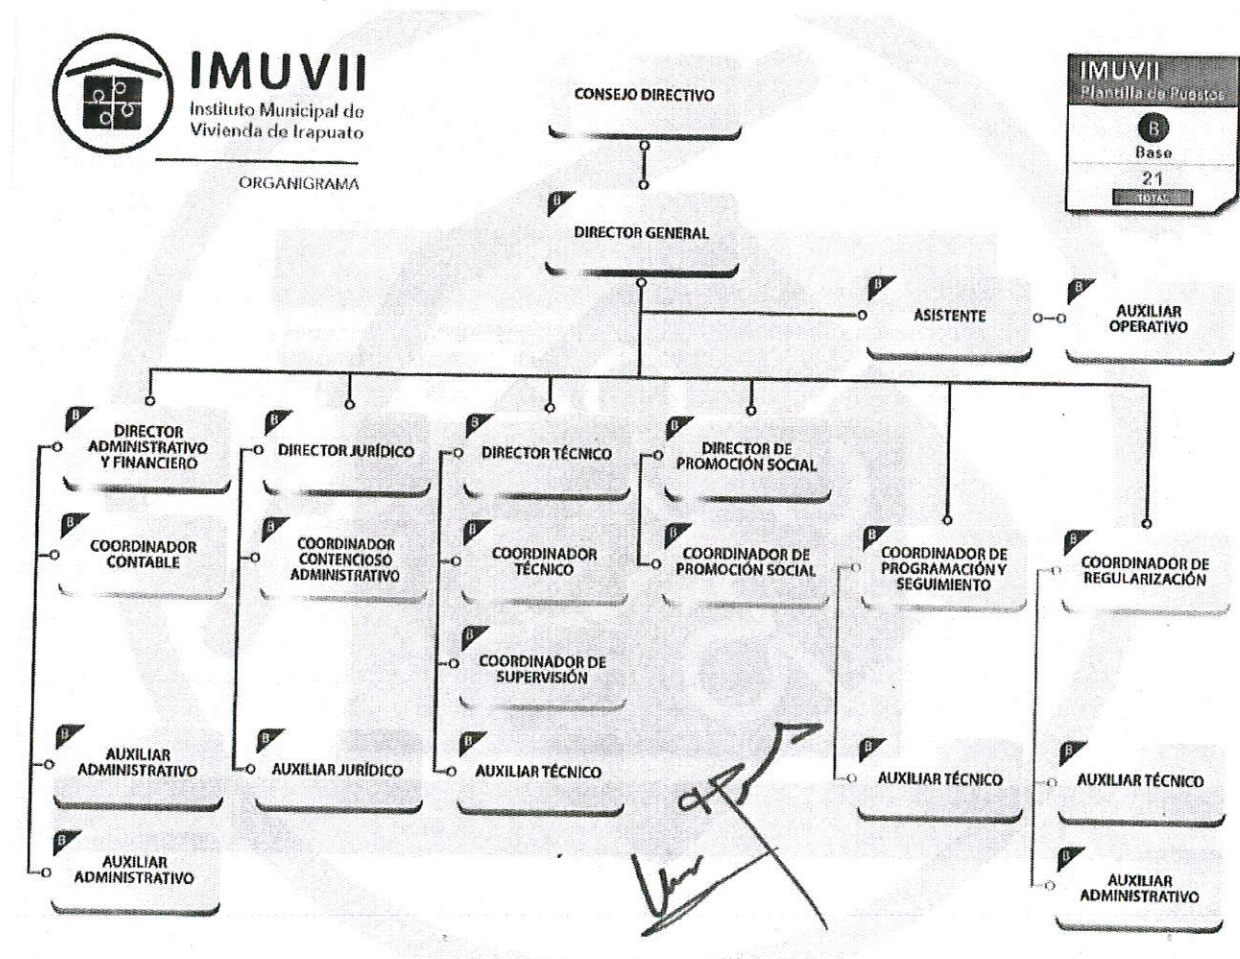 IMUVII
Instituto Municipal de
Vivienda de Irapuato
ORGANIGRAMA
IMUVII
Plantilla de Puestos
B
Base
21
TOTAL
CONSEJO DIRECTIVO
B
DIRECTOR GENERAL
B
ASISTENTE
B
AUXILIAR
OPERATIVO
B
DIRECTOR
ADMINISTRATIVO
Y FINANCIERO
B
DIRECTOR JURÍDICO
B
DIRECTOR TÉCNICO
B
DIRECTOR DE
PROMOCIÓN SOCIAL
B
COORDINADOR
CONTABLE
B
COORDINADOR
CONTENCIOSO
ADMINISTRATIVO
B
COORDINADOR
TÉCNICO
B
COORDINADOR DE
PROMOCIÓN SOCIAL
B
COORDINADOR DE
PROGRAMACIÓN Y
SEGUIMIENTO
B
COORDINADOR DE
REGULARIZACIÓN
B
COORDINADOR DE
SUPERVISIÓN
B
AUXILIAR
ADMINISTRATIVO
B
AUXILIAR JURÍDICO
B
AUXILIAR TÉCNICO
B
AUXILIAR TÉCNICO
B
AUXILIAR TÉCNICO
B
AUXILIAR
ADMINISTRATIVO
B
AUXILIAR
ADMINISTRATIVO